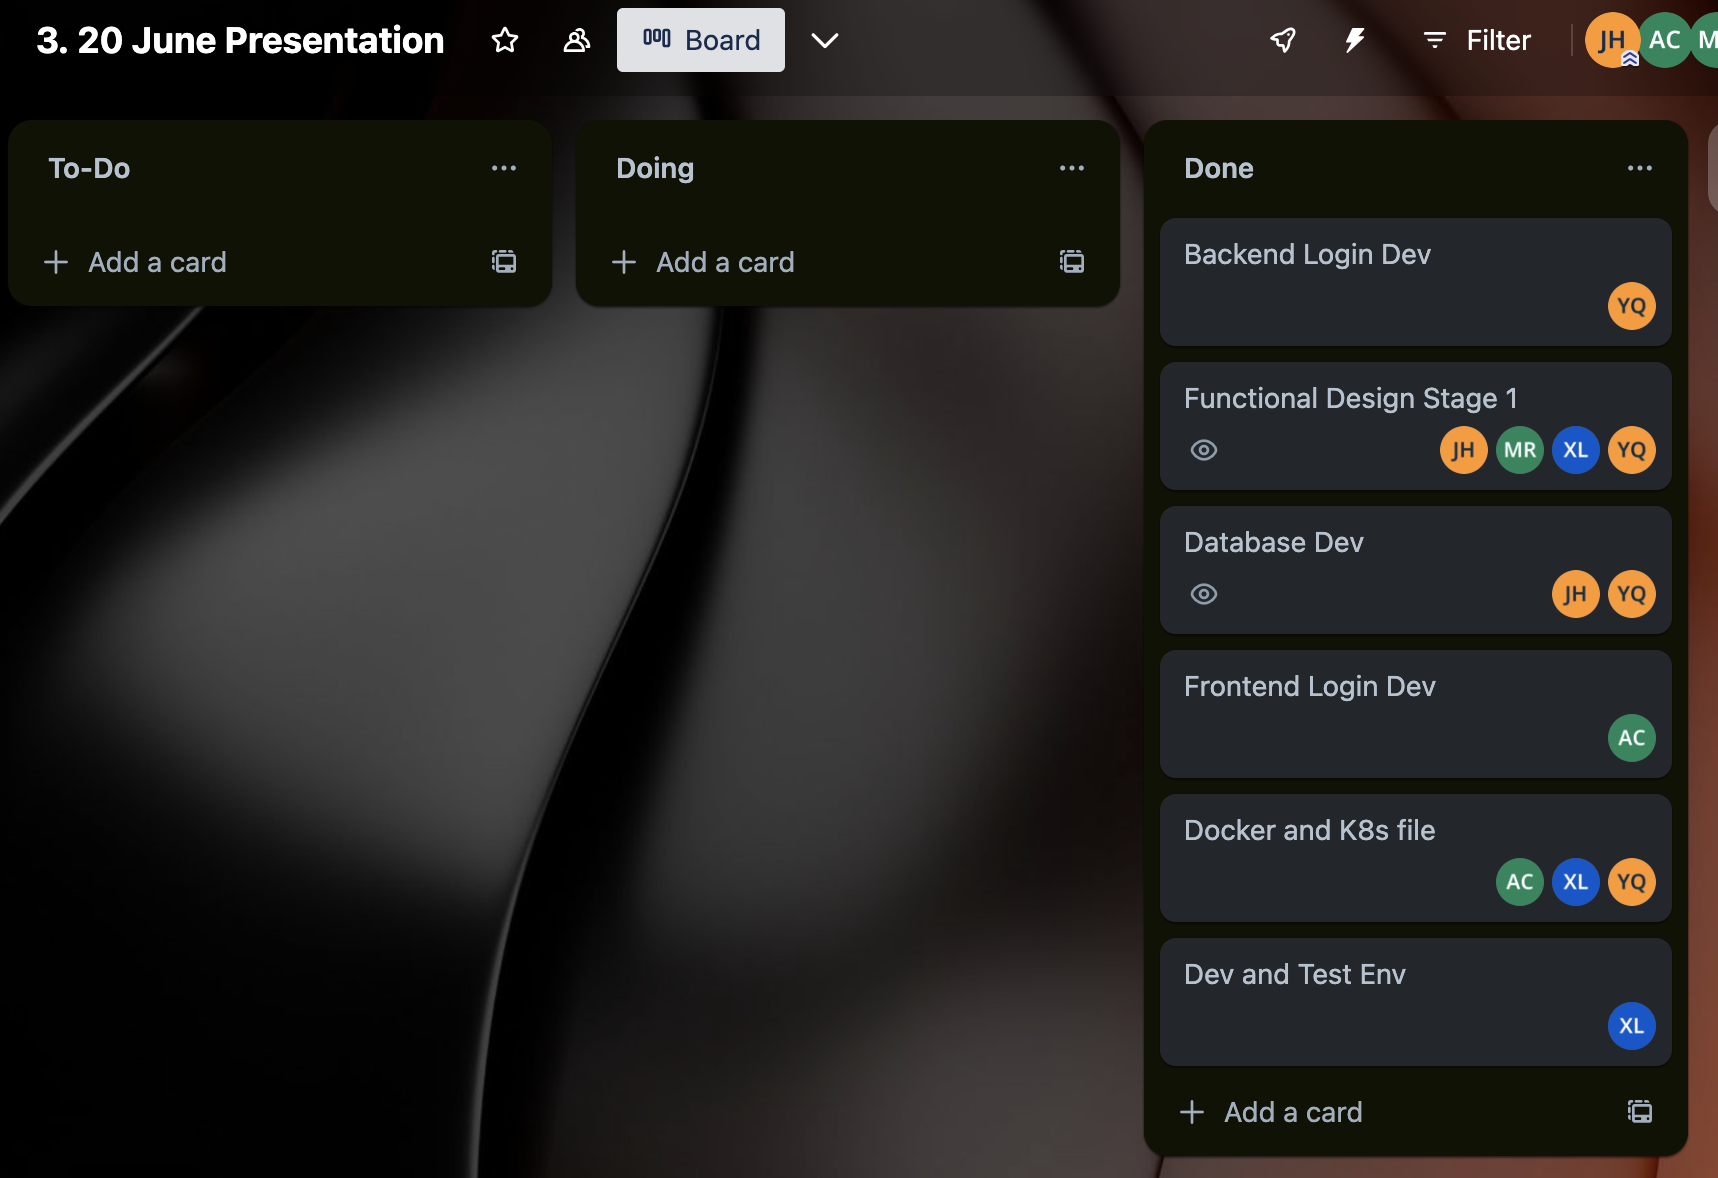 3. 20 June Presentation
Board
Filter
JH
AC
M
To-Do
Add a card
Doing
Add a card
Done
Backend Login Dev
YQ
Functional Design Stage 1
JH MR XL YQ
Database Dev
JH YQ
Frontend Login Dev
AC
Docker and K8s file
AC XL YQ
Dev and Test Env
XL
Add a card